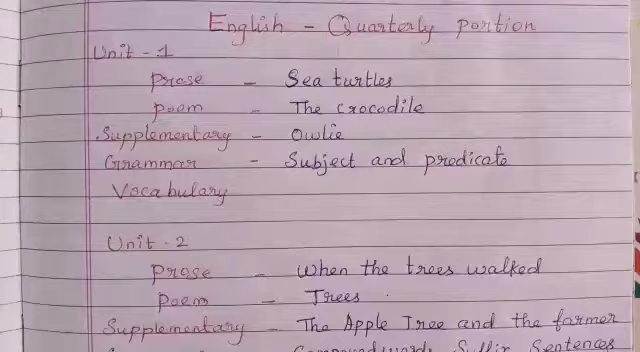 English - Quarterly portion
Unit - 1
Prose - Sea turtles
Poem - The crocodile
Supplementary - Owlie
Grammar - Subject and predicate
Vocabulary
Unit - 2
Prose - When the trees walked
Poem - Trees
Supplementary - The Apple Tree and the farmer
Sentences